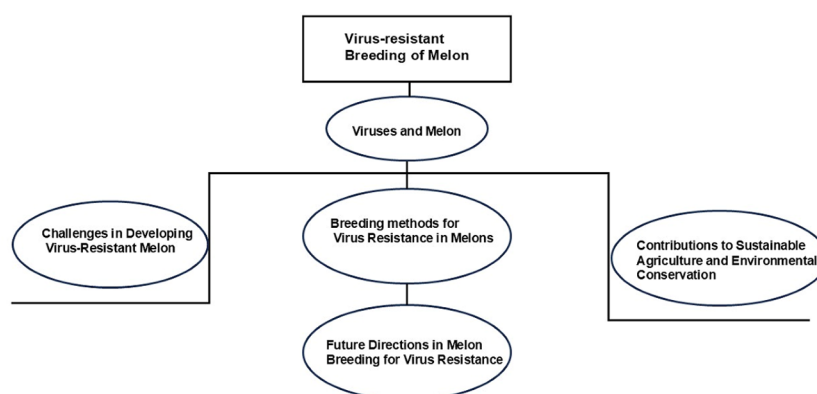 Virus-resistant
Breeding of Melon
Viruses and Melon
Challenges in Developing
Virus-Resistant Melon
Breeding methods for
Virus Resistance in Melons
Contributions to Sustainable
Agriculture and Environmental
Conservation
Future Directions in Melon
Breeding for Virus Resistance